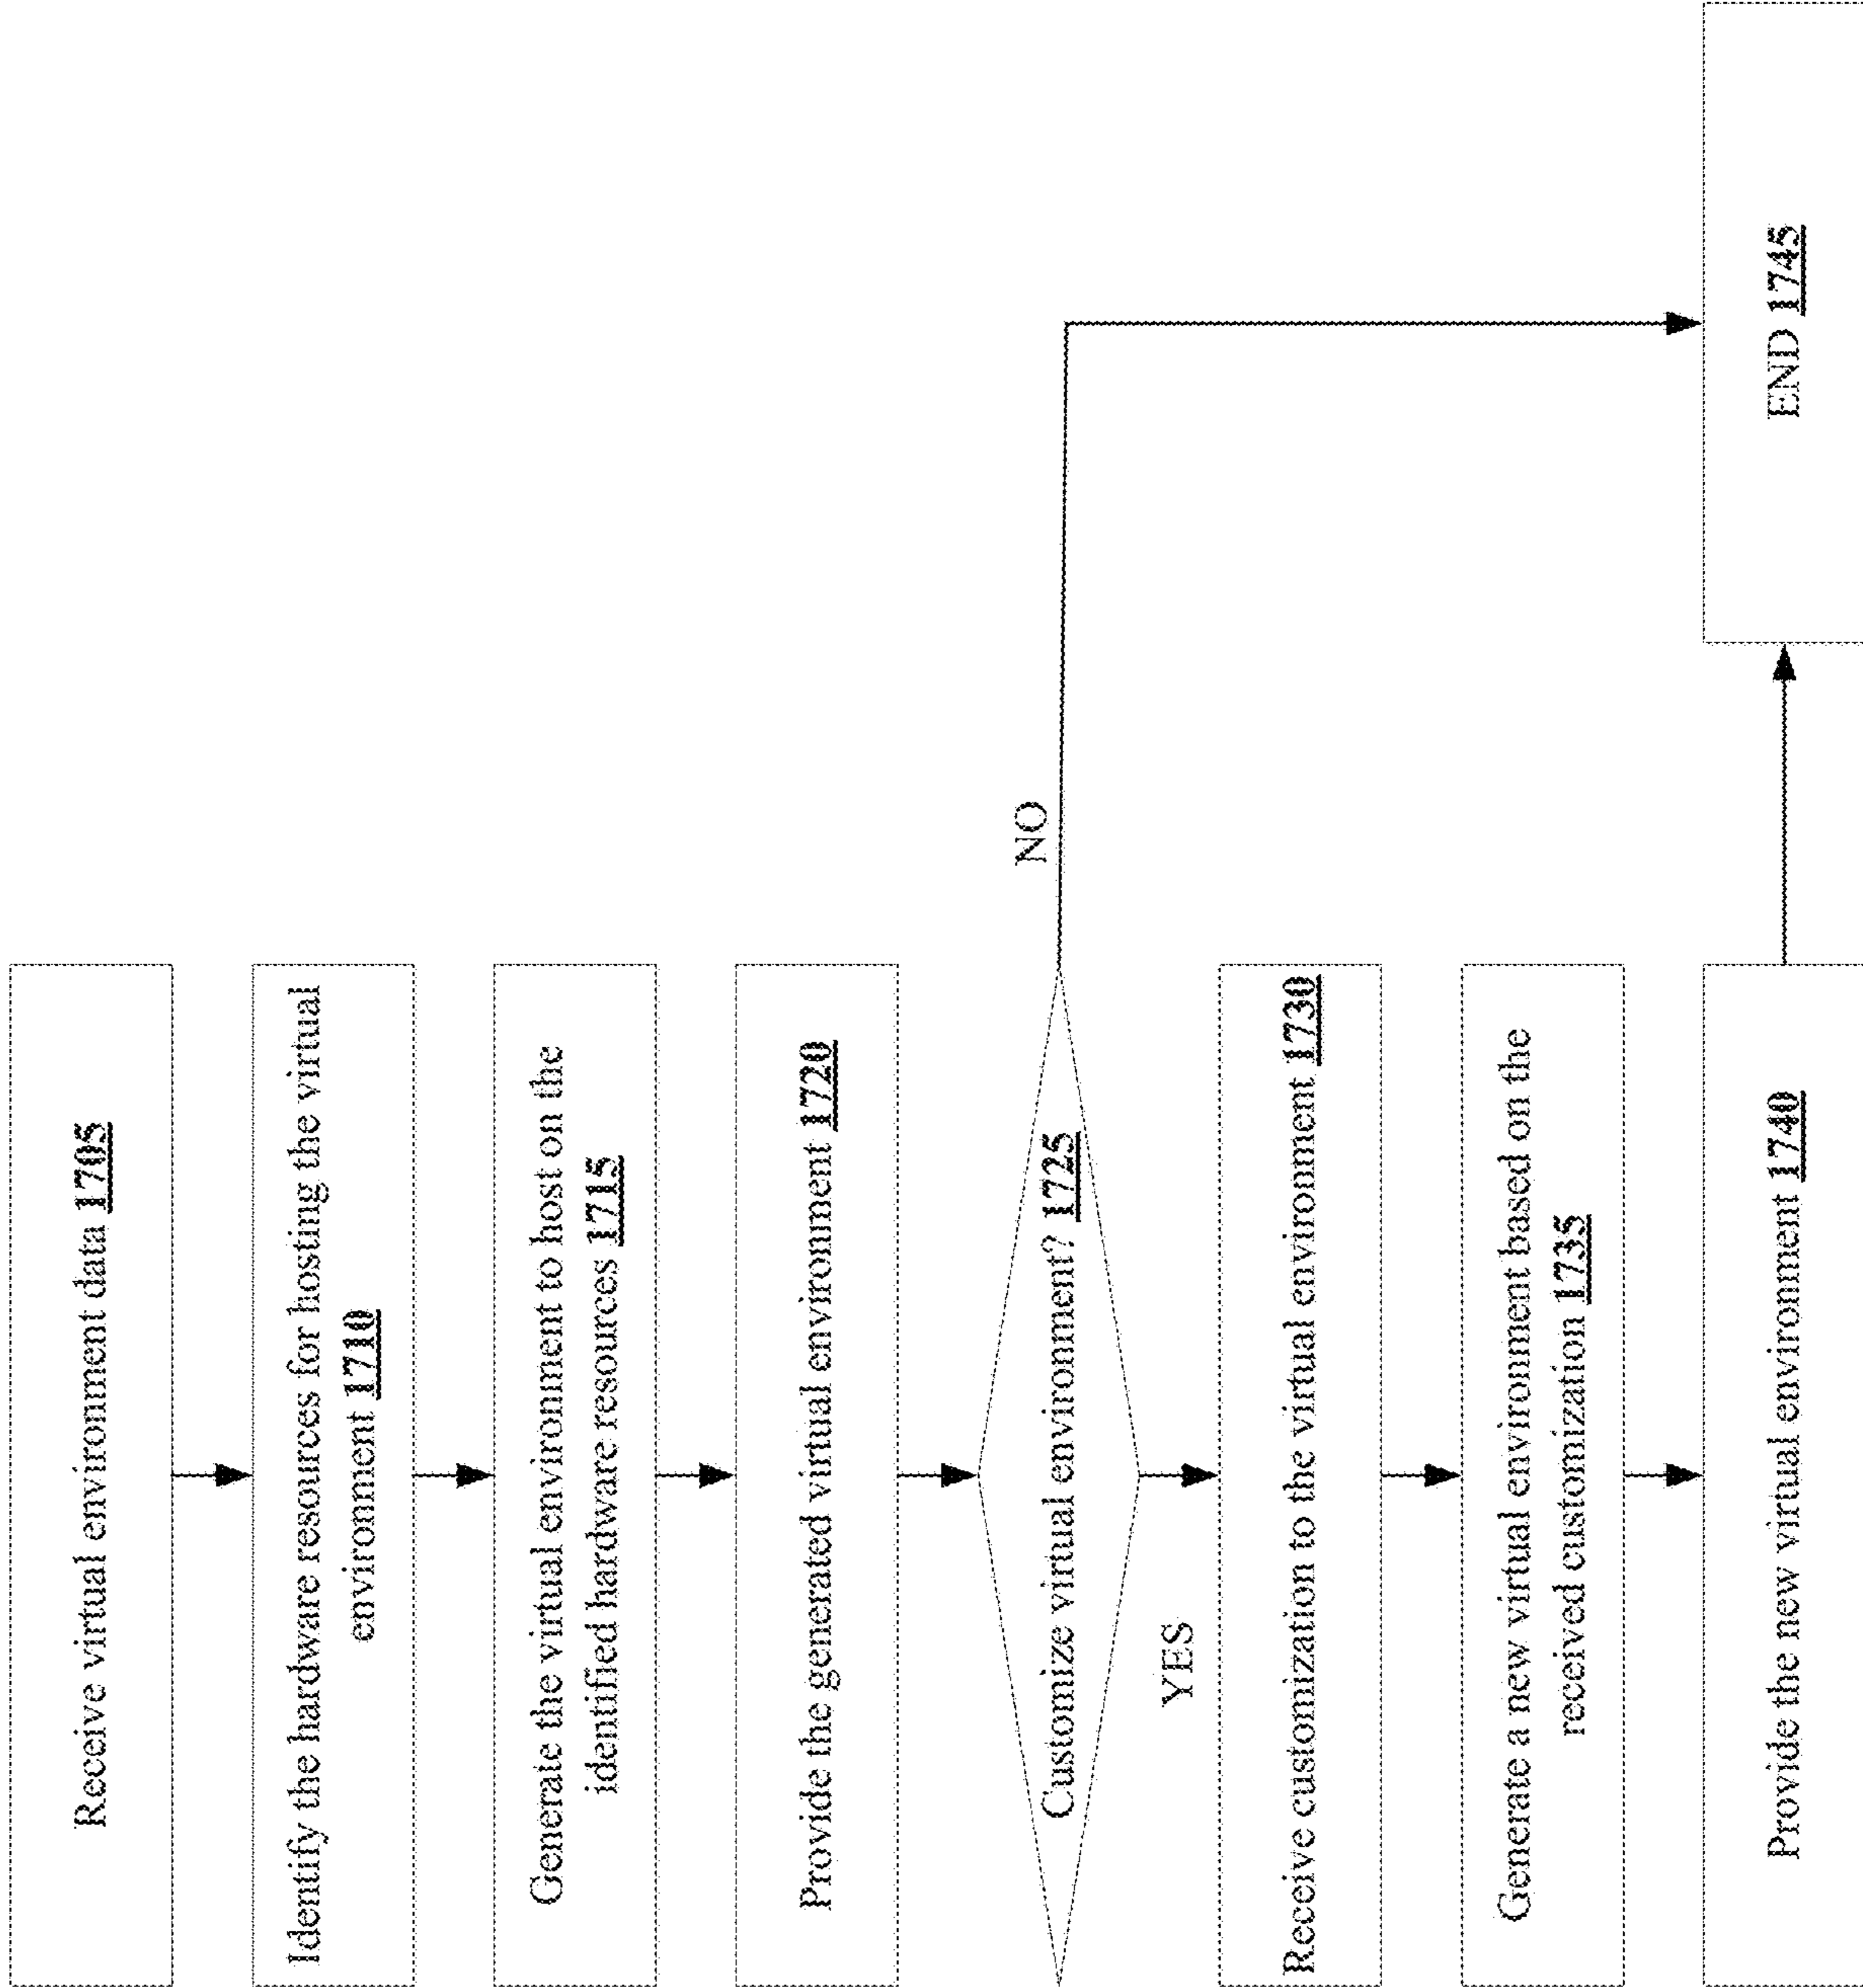 Receive virtual environment data 1705
Identify the hardware resources for hosting the virtual
environment 1710
Generate the virtual environment to host on the
identified hardware resources 1715
Provide the generated virtual environment 1720
Customize virtual environment? 1725
NO
YES
Receive customization to the virtual environment 1730
Generate a new virtual environment based on the
received customization 1735
Provide the new virtual environment 1740
END 1745